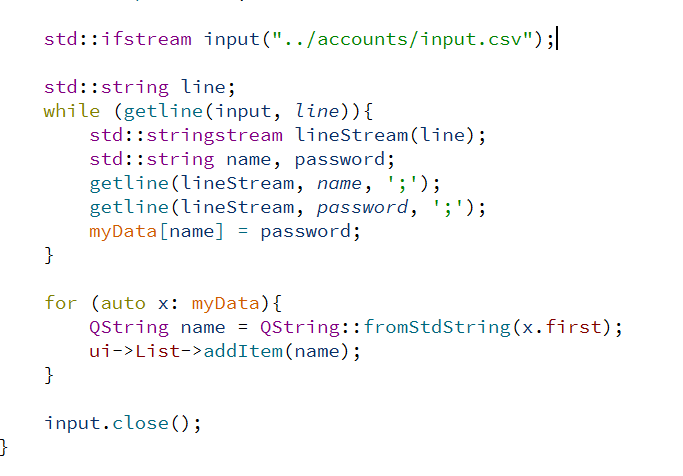 std::ifstream input("../accounts/input.csv");
std::string line;
while (getline(input, line)){
std::stringstream lineStream(line);
std::string name, password;
getline(lineStream, name, ';');
getline(lineStream, password, ';');
myData[name] = password;
}
for (auto x: myData){
QString name = QString::fromStdString(x.first);
ui->List->addItem(name);
}
input.close();
}